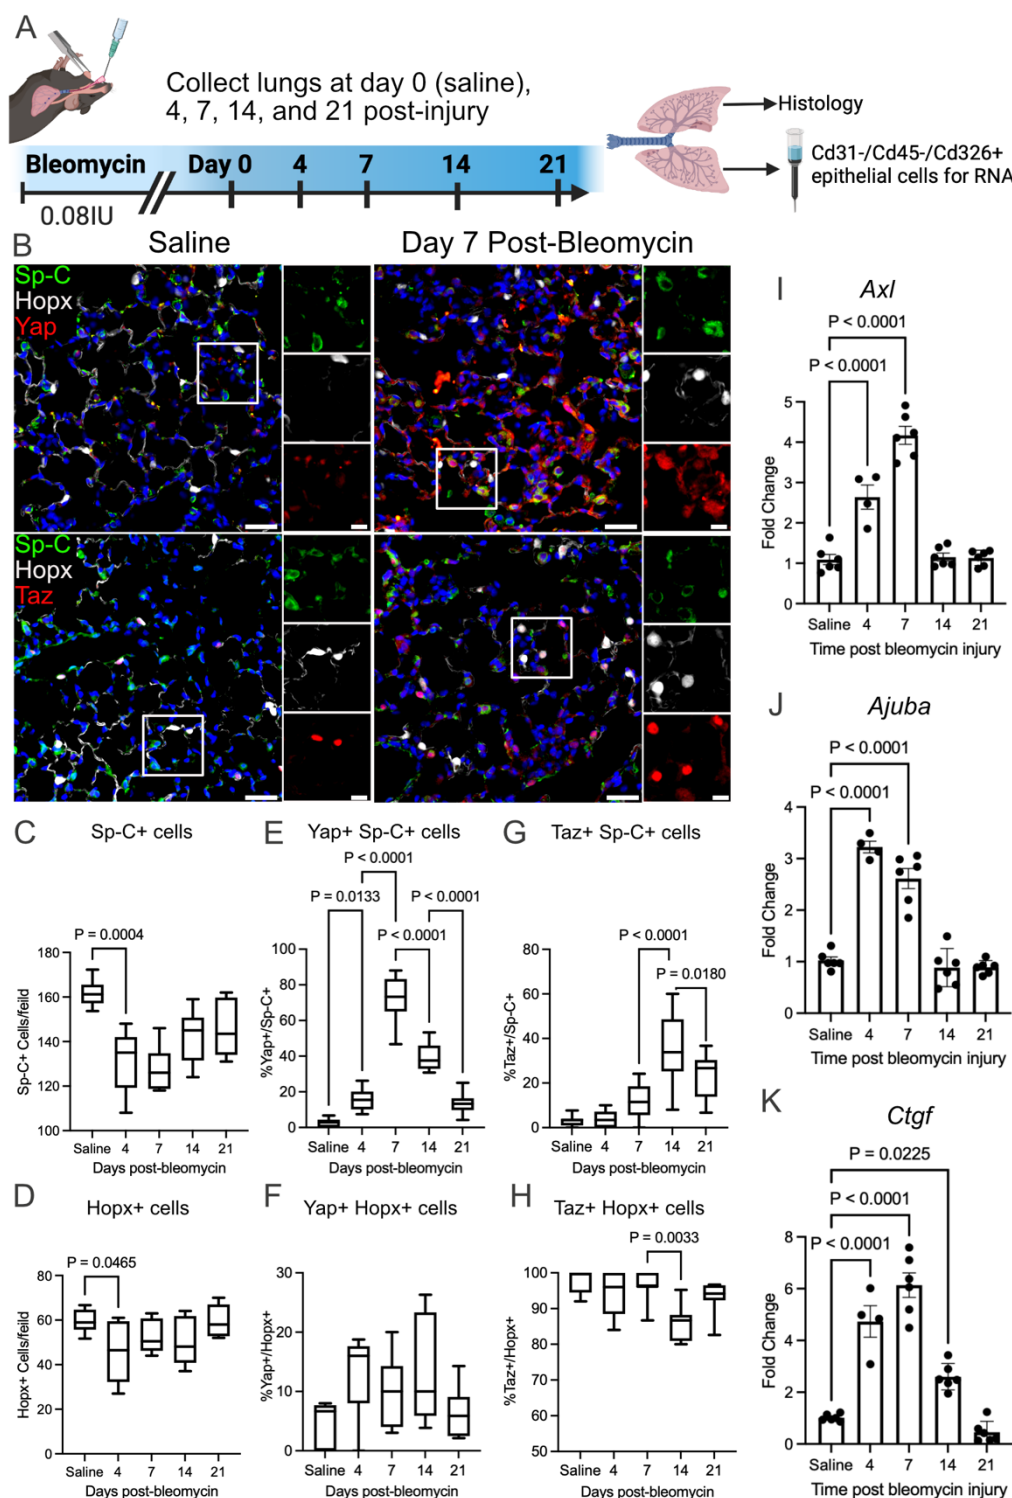 A
Collect lungs at day 0 (saline),
4, 7, 14, and 21 post-injury
Bleomycin Day 0 4 7 14 21
0.08IU
Histology
Cd31-/Cd45-/Cd326+
epithelial cells for RNA
B
Saline
Day 7 Post-Bleomycin
Sp-C
Hopx
Yap
Sp-C
Hopx
Taz
C
Sp-C+ cells
P = 0.0004
Sp-C+ Cells/feild
180
160
140
120
100
Saline 4 7 14 21
Days post-bleomycin
E
Yap+ Sp-C+ cells
P < 0.0001
P = 0.0133
P < 0.0001
P < 0.0001
%Yap+/Sp-C+
100
80
60
40
20
0
Saline 4 7 14 21
Days post-bleomycin
G
Taz+ Sp-C+ cells
P < 0.0001
P = 0.0180
%Taz+/Sp-C+
80
60
40
20
0
Saline 4 7 14 21
Days post-bleomycin
D
Hopx+ cells
P = 0.0465
Hopx+ Cells/feild
80
60
40
20
0
Saline 4 7 14 21
Days post-bleomycin
F
Yap+ Hopx+ cells
%Yap+/Hopx+
30
20
10
0
Saline 4 7 14 21
Days post-bleomycin
H
Taz+ Hopx+ cells
P = 0.0033
%Taz+/Hopx+
100
90
80
70
60
50
Saline 4 7 14 21
Days post-bleomycin
I
Axl
P < 0.0001
P < 0.0001
Fold Change
5
4
3
2
1
0
Saline 4 7 14 21
Time post bleomycin injury
J
Ajuba
P < 0.0001
P < 0.0001
Fold Change
4
3
2
1
0
Saline 4 7 14 21
Time post bleomycin injury
K
Ctgf
P = 0.0225
P < 0.0001
P < 0.0001
Fold Change
8
6
4
2
0
Saline 4 7 14 21
Time post bleomycin injury